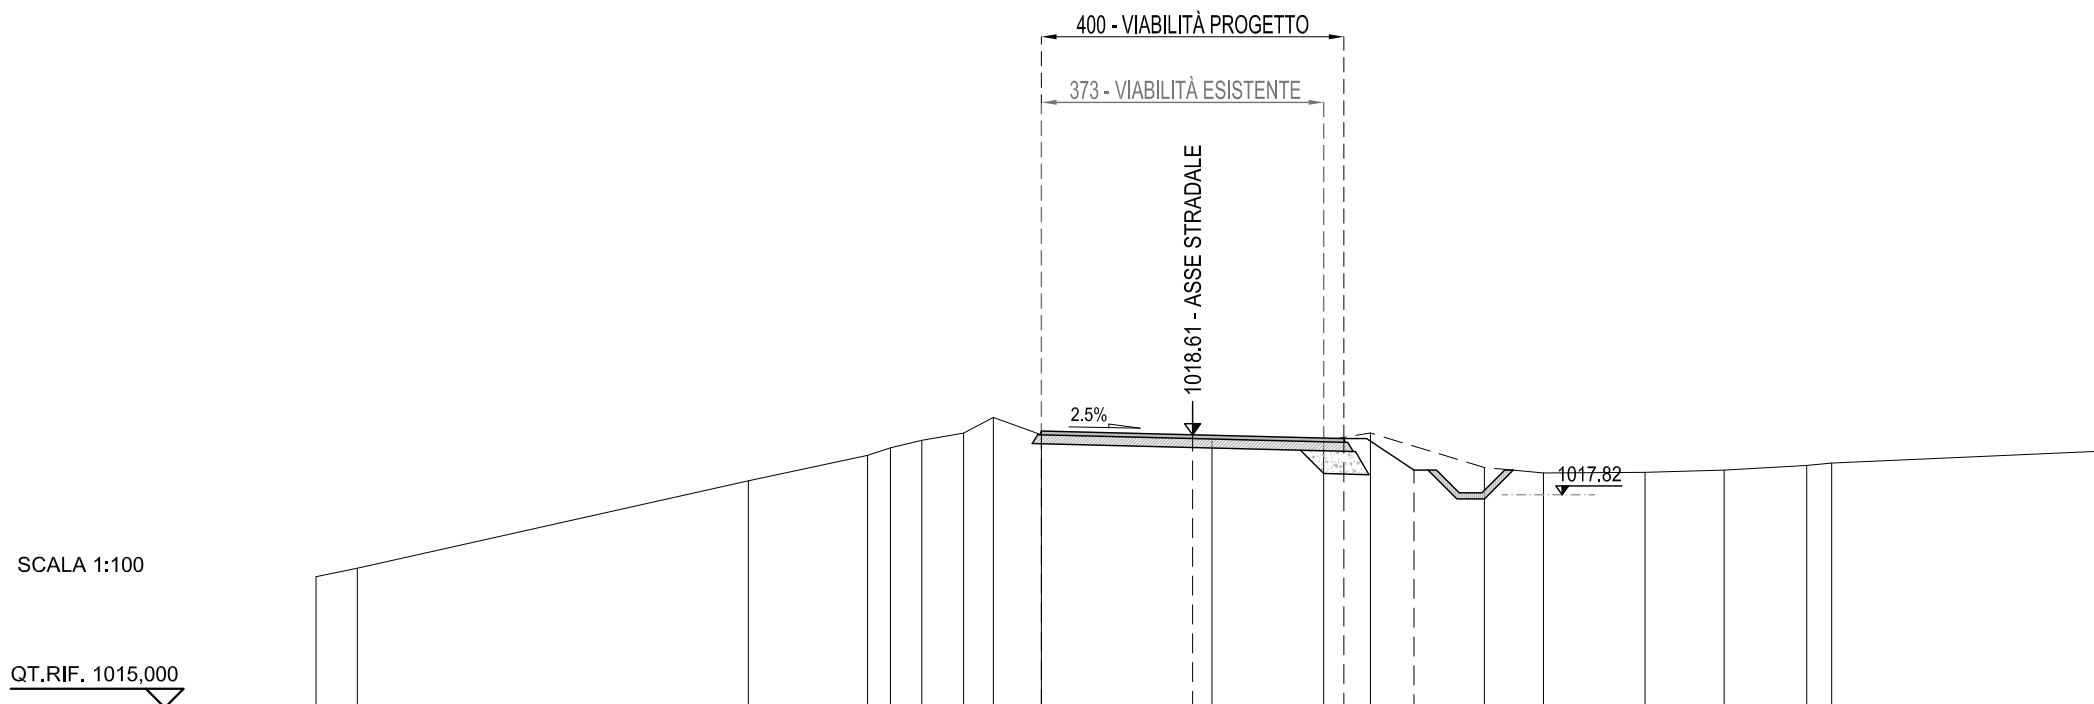 400 - VIABILITÀ PROGETTO
373 - VIABILITÀ ESISTENTE
1018.61 - ASSE STRADALE
2.5%
1017.82
SCALA 1:100
QT.RIF. 1015,000